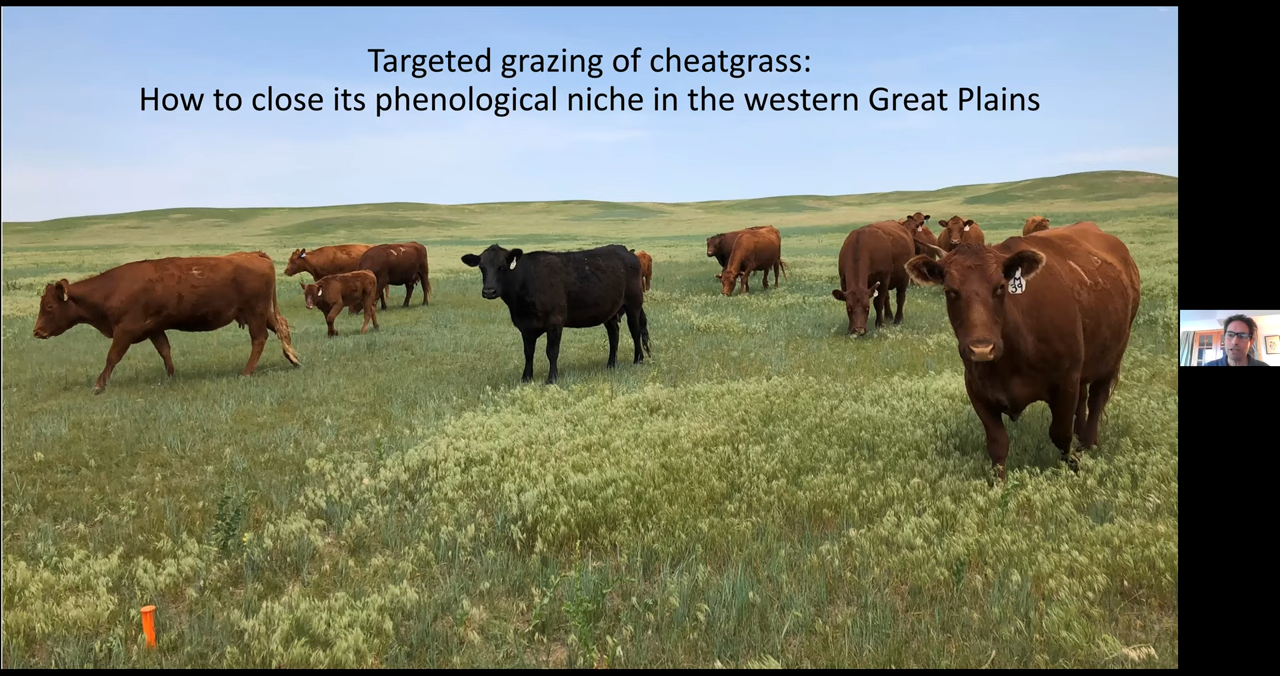 Targeted grazing of cheatgrass:
How to close its phenological niche in the western Great Plains